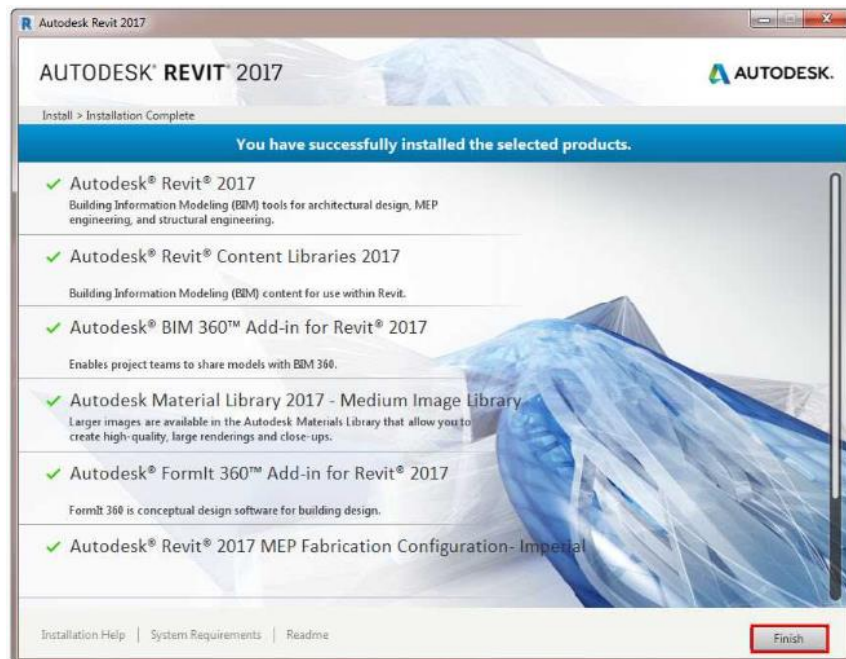 Autodesk Revit 2017
AUTODESK® REVIT® 2017
AUTODESK.
Install > Installation Complete
You have successfully installed the selected products.
Autodesk® Revit® 2017
Building Information Modeling (BIM) tools for architectural design, MEP
engineering, and structural engineering.
Autodesk® Revit® Content Libraries 2017
Building Information Modeling (BIM) content for use within Revit.
Autodesk® BIM 360™ Add-in for Revit® 2017
Enables project teams to share models with BIM 360.
Autodesk Material Library 2017 - Medium Image Library
Larger images are available in the Autodesk Materials Library that allow you to
create high-quality, large renderings and close-ups.
Autodesk® FormIt 360™ Add-in for Revit® 2017
FormIt 360 is conceptual design software for building design.
Autodesk® Revit® 2017 MEP Fabrication Configuration- Imperial
Installation Help | System Requirements | Readme
Finish